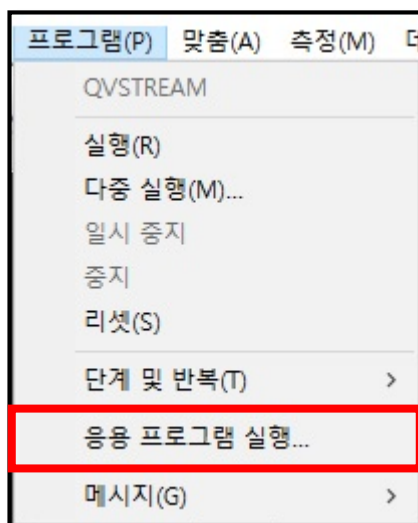 프로그램(P) 맞춤(A) 측정(M)
QVSTREAM
실행(R)
다중 실행(M)...
일시 중지
중지
리셋(S)
단계 및 반복(T) >
응용 프로그램 실행...
메시지(G) >